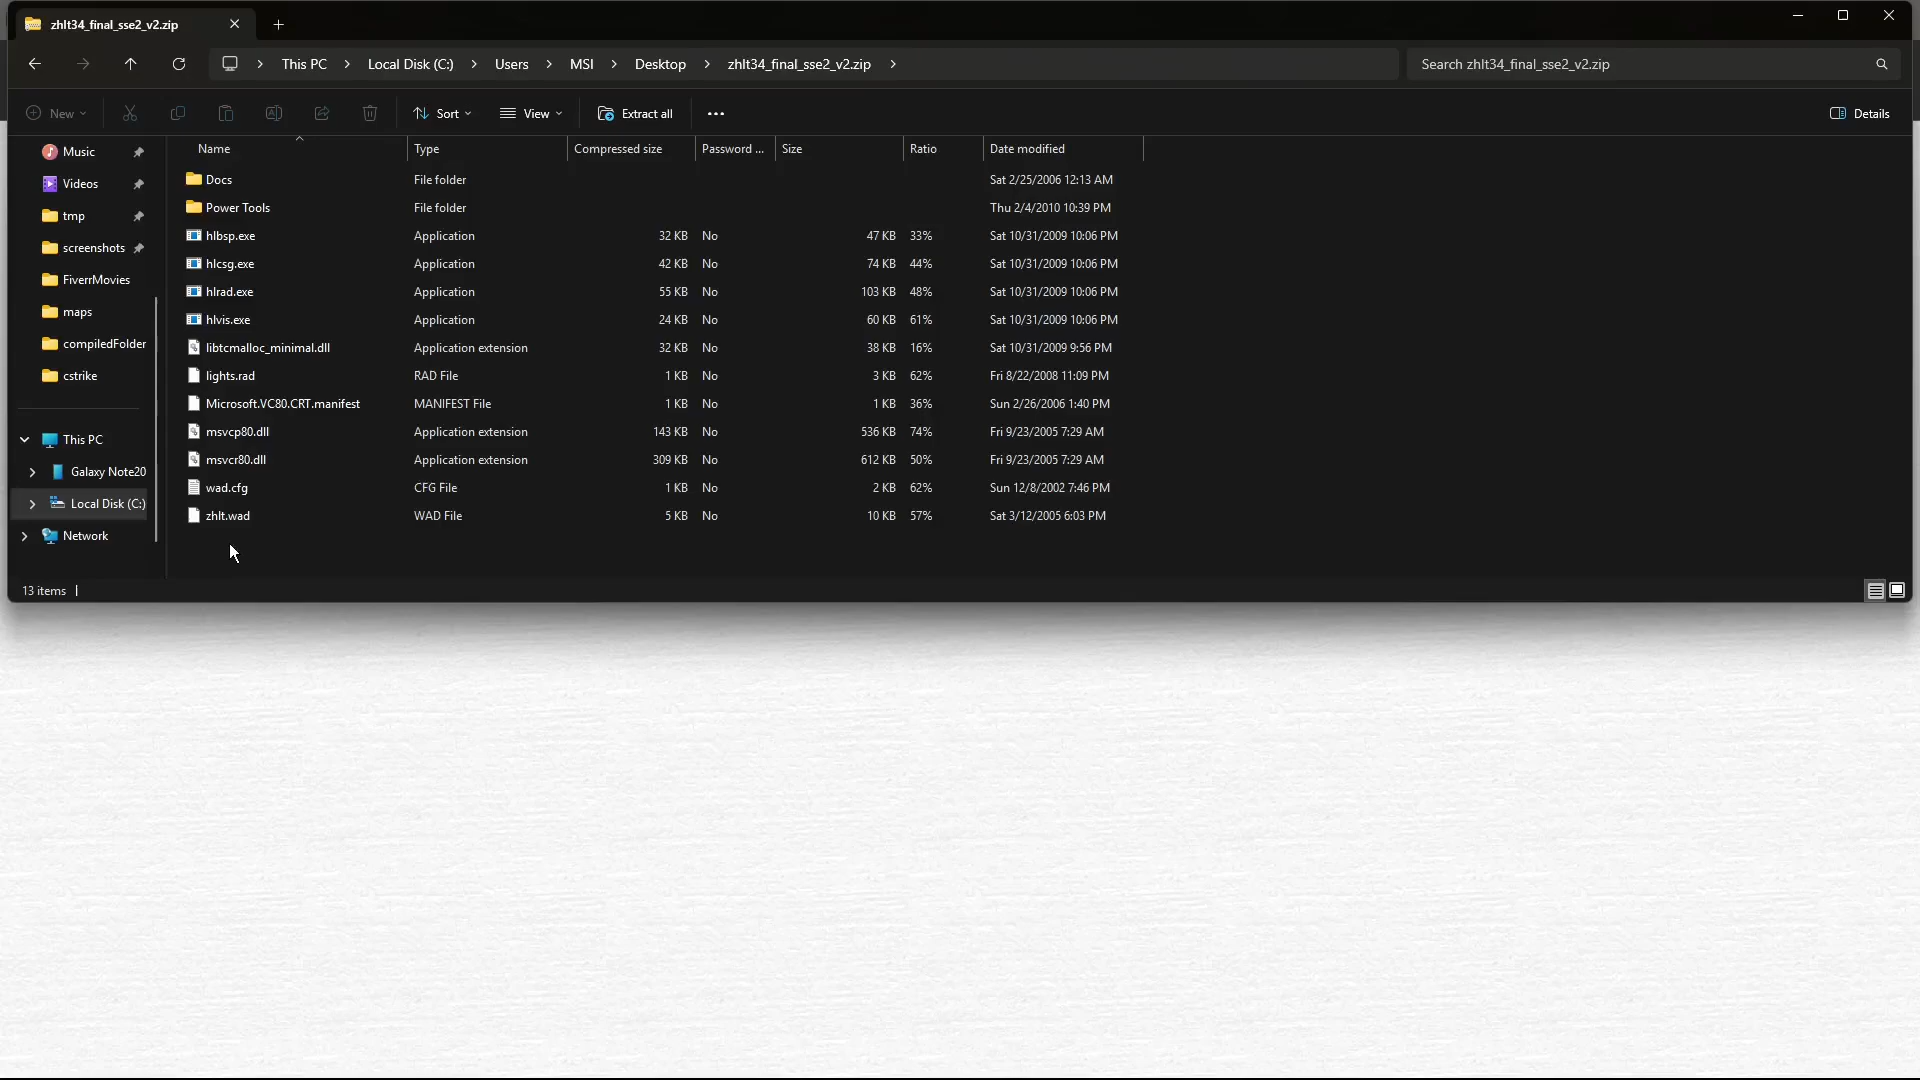 zhlt34_final_sse2_v2.zip
This PC Local Disk (C:) Users MSI Desktop zhlt34_final_sse2_v2.zip Search zhlt34_final_sse2_v2.zip
New Sort View Extract all Details
Name Type Compressed size Password ... Size Ratio Date modified
Docs File folder Sat 2/25/2006 12:13 AM
Power Tools File folder Thu 2/4/2010 10:39 PM
hlbsp.exe Application 32 KB No 47 KB 33% Sat 10/31/2009 10:06 PM
hlcsg.exe Application 42 KB No 74 KB 44% Sat 10/31/2009 10:06 PM
hlrad.exe Application 55 KB No 103 KB 48% Sat 10/31/2009 10:06 PM
hlvis.exe Application 24 KB No 60 KB 61% Sat 10/31/2009 10:06 PM
libtcmalloc_minimal.dll Application extension 32 KB No 38 KB 16% Sat 10/31/2009 9:56 PM
lights.rad RAD File 1 KB No 3 KB 62% Fri 8/22/2008 11:09 PM
Microsoft.VC80.CRT.manifest MANIFEST File 1 KB No 1 KB 36% Sun 2/26/2006 1:40 PM
msvcp80.dll Application extension 143 KB No 536 KB 74% Fri 9/23/2005 7:29 AM
msvcr80.dll Application extension 309 KB No 612 KB 50% Fri 9/23/2005 7:29 AM
wad.cfg CFG File 1 KB No 2 KB 62% Sun 12/8/2002 7:46 PM
zhlt.wad WAD File 5 KB No 10 KB 57% Sat 3/12/2005 6:03 PM
Music
Videos
tmp
screenshots
FiverrMovies
maps
compiledFolder
cstrike
This PC
Galaxy Note20
Local Disk (C:)
Network
13 items